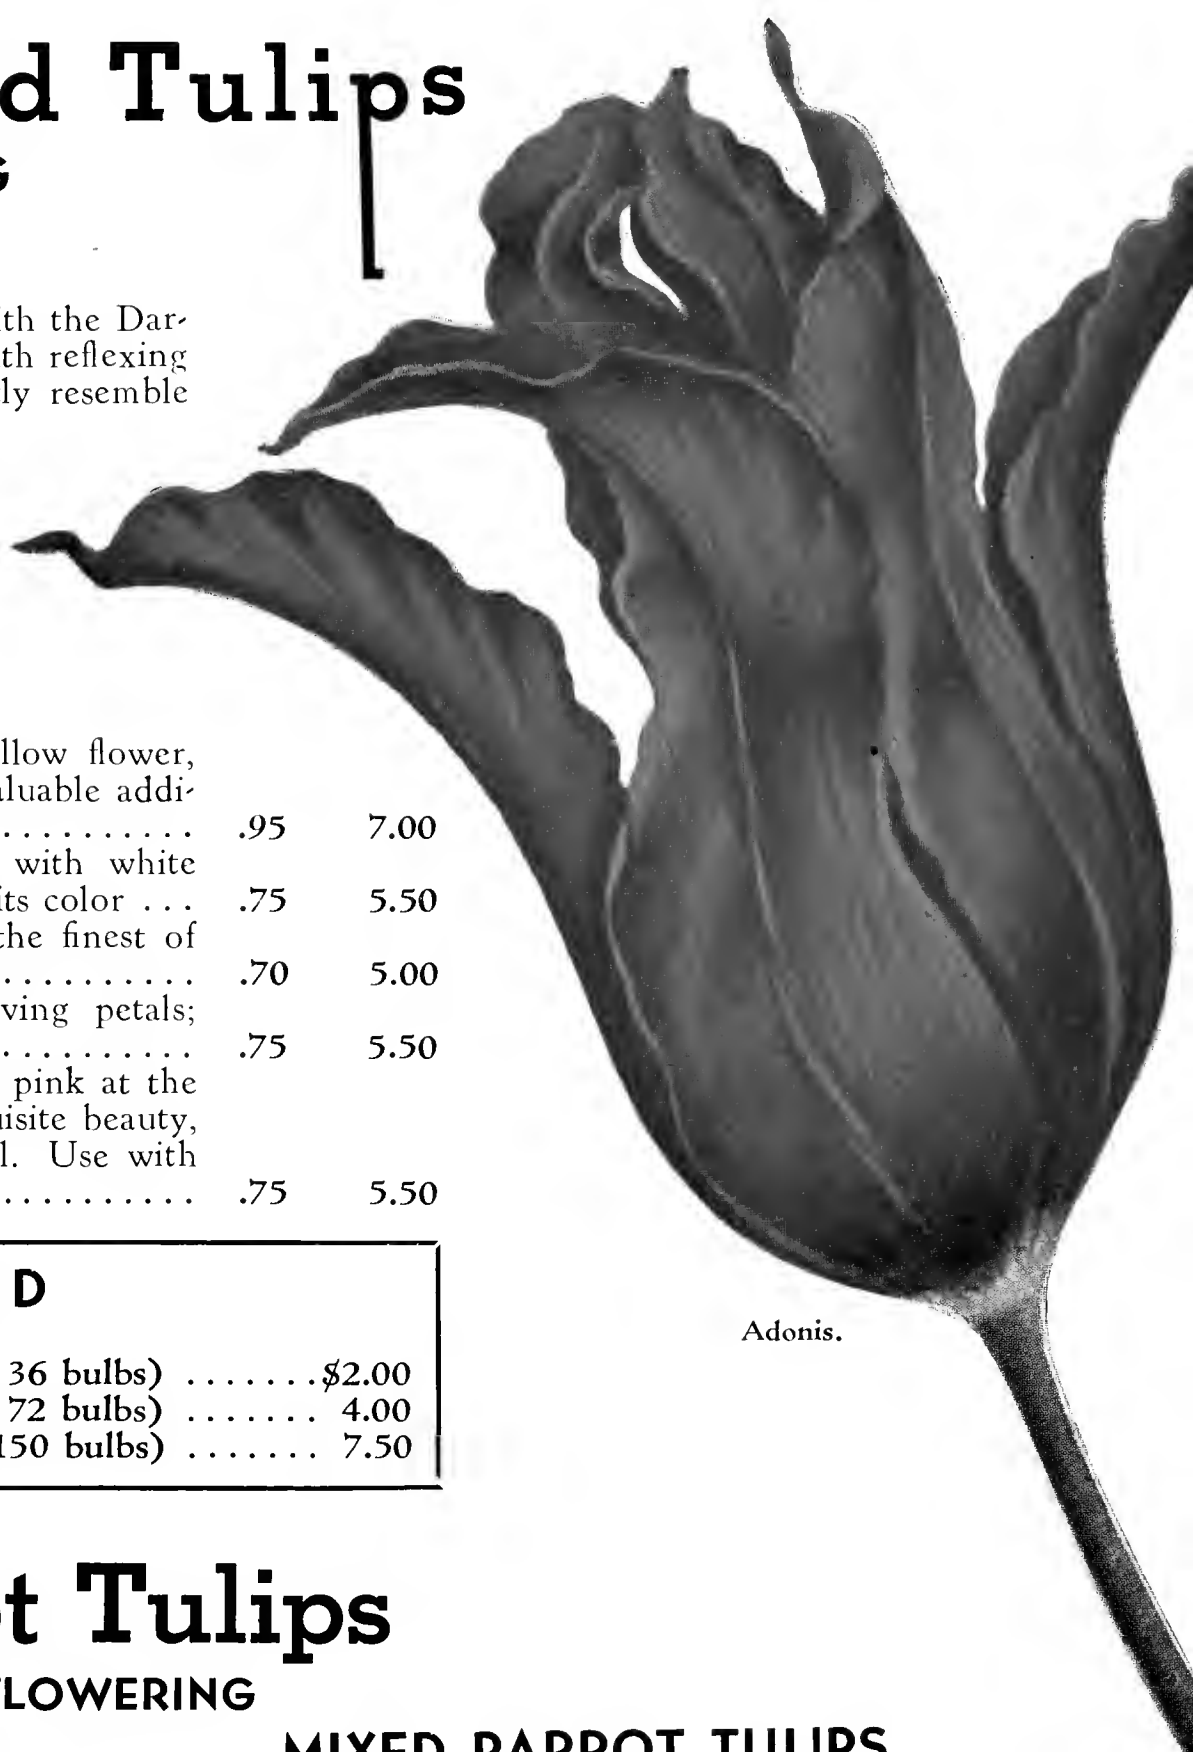 d Tulips
G
th the Dar-
th reflexing
ly resemble
llow flower,
aluable addi-
.......... .95 7.00
with white
its color ... .75 5.50
the finest of
.......... .70 5.00
ving petals;
.......... .75 5.50
pink at the
uisite beauty,
l. Use with
.......... .75 5.50
D
36 bulbs) .......$2.00
72 bulbs) ....... 4.00
150 bulbs) ....... 7.50
Adonis.
t Tulips
FLOWERING
MIXED PARROT TULIPS